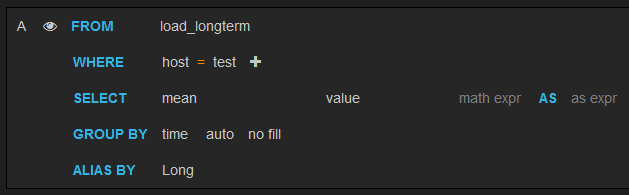 A FROM load_longterm
WHERE host = test +
SELECT mean value math expr AS as expr
GROUP BY time auto no fill
ALIAS BY Long